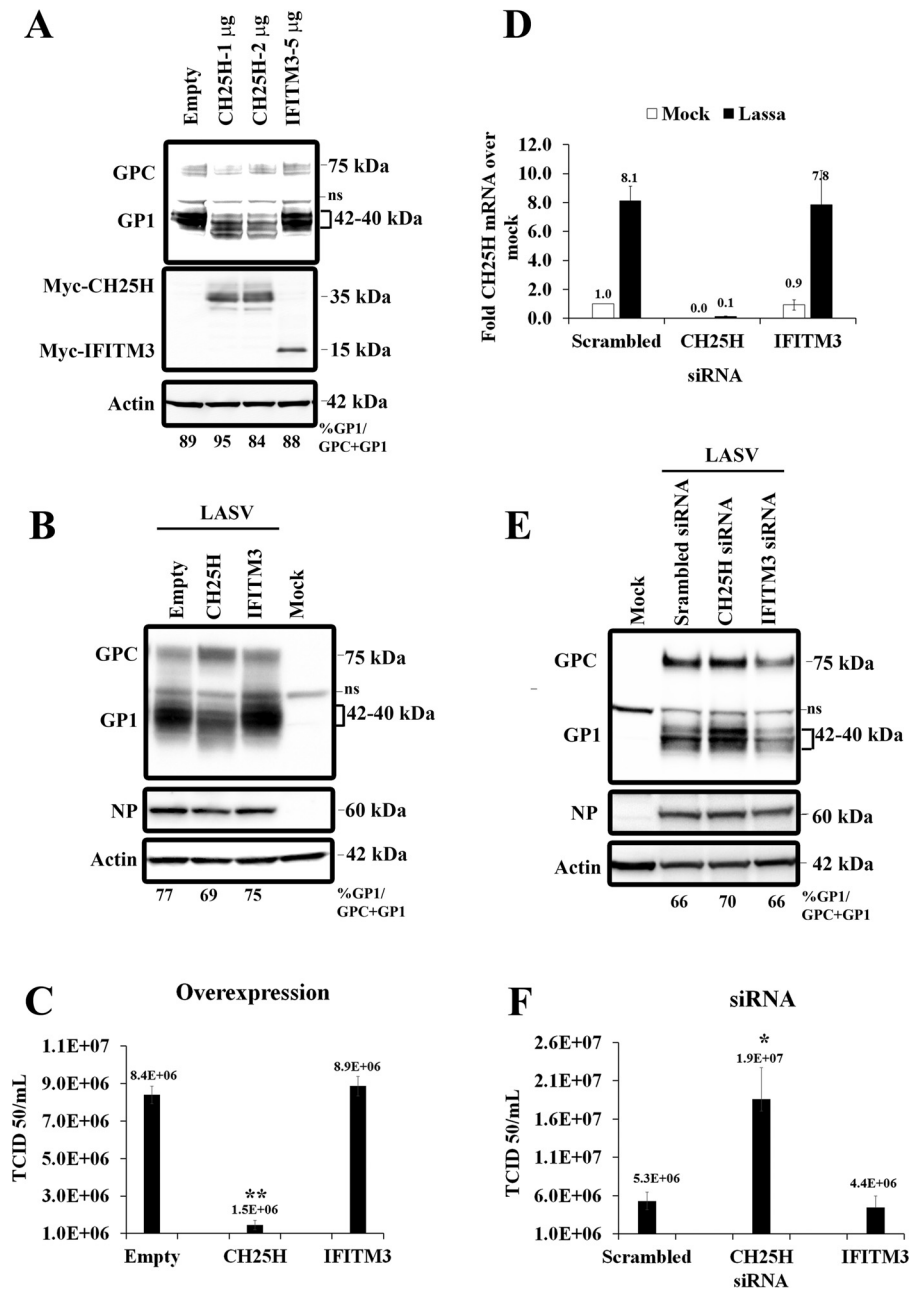 A
Empty
CH25H-1 µg
CH25H-2 µg
IFITM3-5 µg
GPC
75 kDa
ns
GP1
42-40 kDa
Myc-CH25H
35 kDa
Myc-IFITM3
15 kDa
Actin
42 kDa
89 95 84 88
%GP1/
GPC+GP1
B
LASV
Empty
CH25H
IFITM3
Mock
GPC
75 kDa
ns
GP1
42-40 kDa
NP
60 kDa
Actin
42 kDa
77 69 75
%GP1/
GPC+GP1
C
Overexpression
TCID 50/mL
1.1E+07
9.0E+06
7.0E+06
5.0E+06
3.0E+06
1.0E+06
8.4E+06
**
1.5E+06
8.9E+06
Empty CH25H IFITM3
D
Mock Lassa
Fold CH25H mRNA over
mock
12.0
10.0
8.0
6.0
4.0
2.0
0.0
1.0
8.1
0.0
0.1
0.9
7.8
Scrambled CH25H IFITM3
siRNA
E
LASV
Mock
Srambled siRNA
CH25H siRNA
IFITM3 siRNA
GPC
75 kDa
ns
GP1
42-40 kDa
NP
60 kDa
Actin
42 kDa
66 70 66
%GP1/
GPC+GP1
F
siRNA
TCID 50/mL
2.6E+07
2.1E+07
1.6E+07
1.1E+07
6.0E+06
1.0E+06
5.3E+06
*
1.9E+07
4.4E+06
Scrambled CH25H IFITM3
siRNA